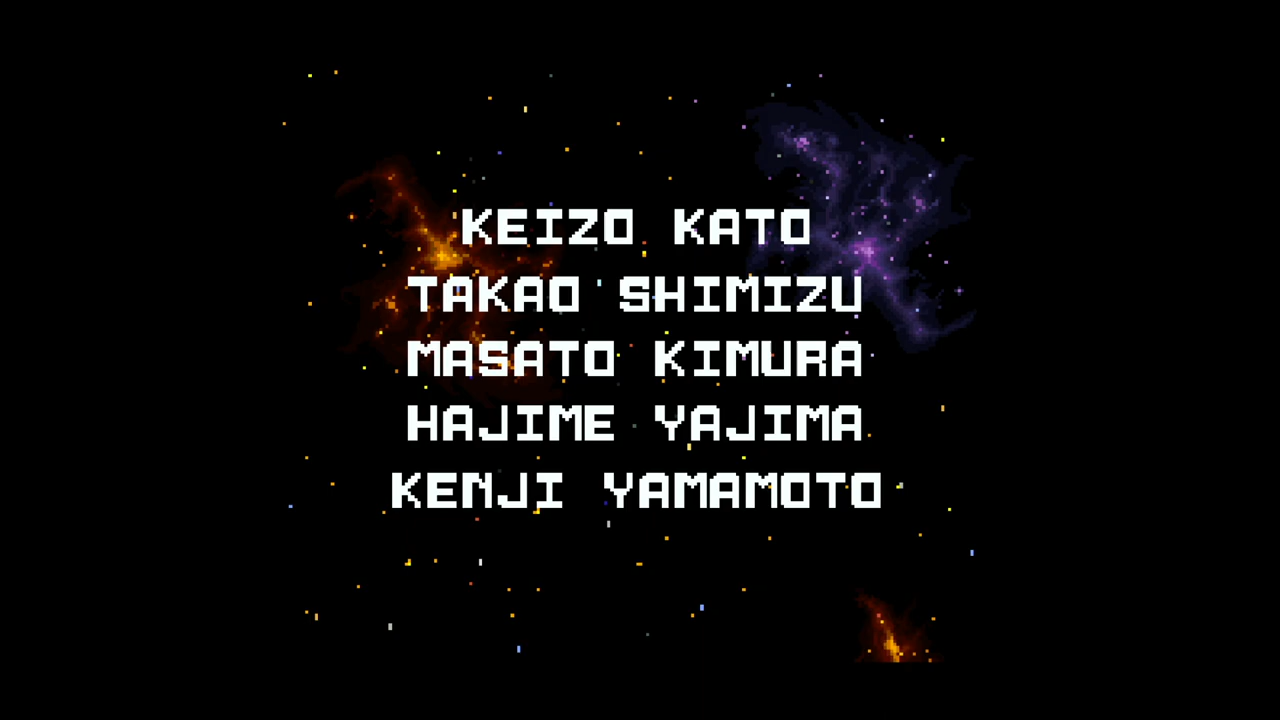 KEIZO KATO
TAKAO SHIMIZU
MASATO KIMURA
HAJIME YAJIMA
KENJI YAMAMOTO